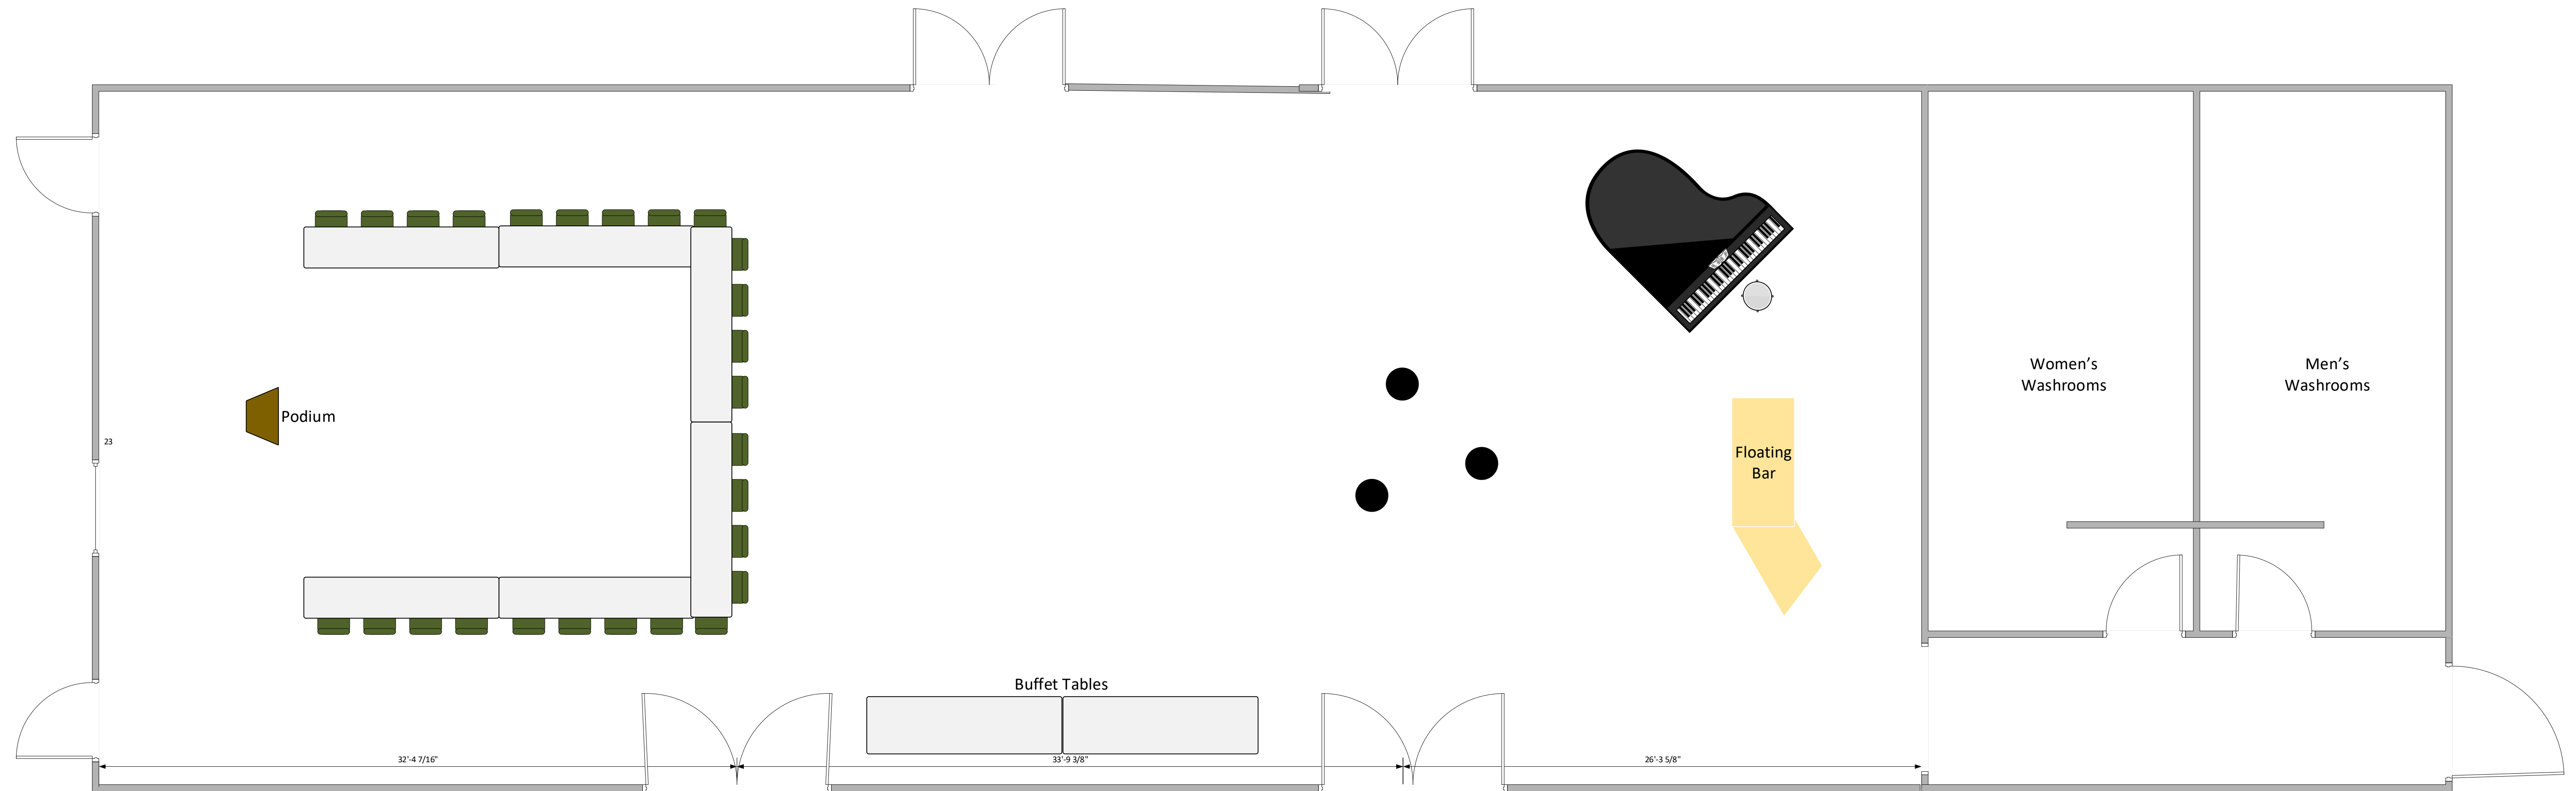 Women's
Washrooms
Men's
Washrooms
Podium
23
Floating
Bar
Buffet Tables
32'-4 7/16"
33'-9 3/8"
26'-3 5/8"